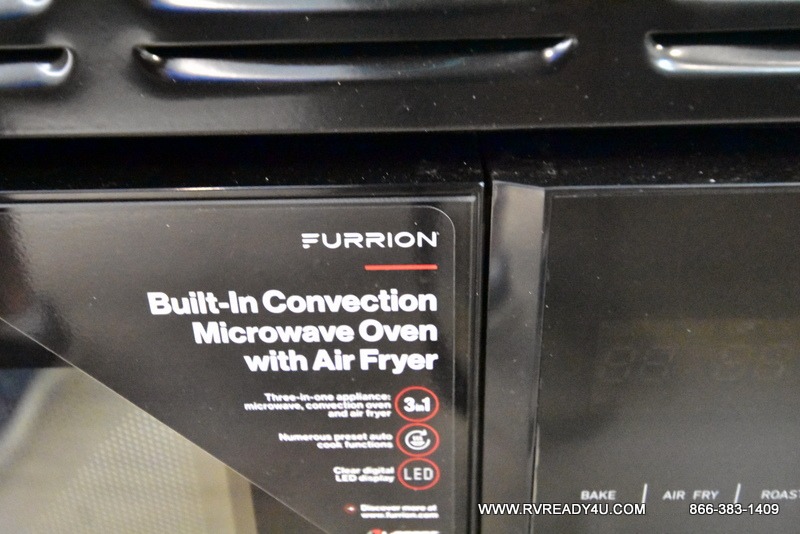 FURRION
Built-In Convection
Microwave Oven
with Air Fryer
Three-in-one appliance:
microwave, convection oven
and air fryer
3in1
Numerous preset auto
cook functions
Clear digital
LED display
LED
Discover more at
www.furrion.com
BAKE | AIR FRY | ROAST
WWW.RVREADY4U.COM 866-383-1409